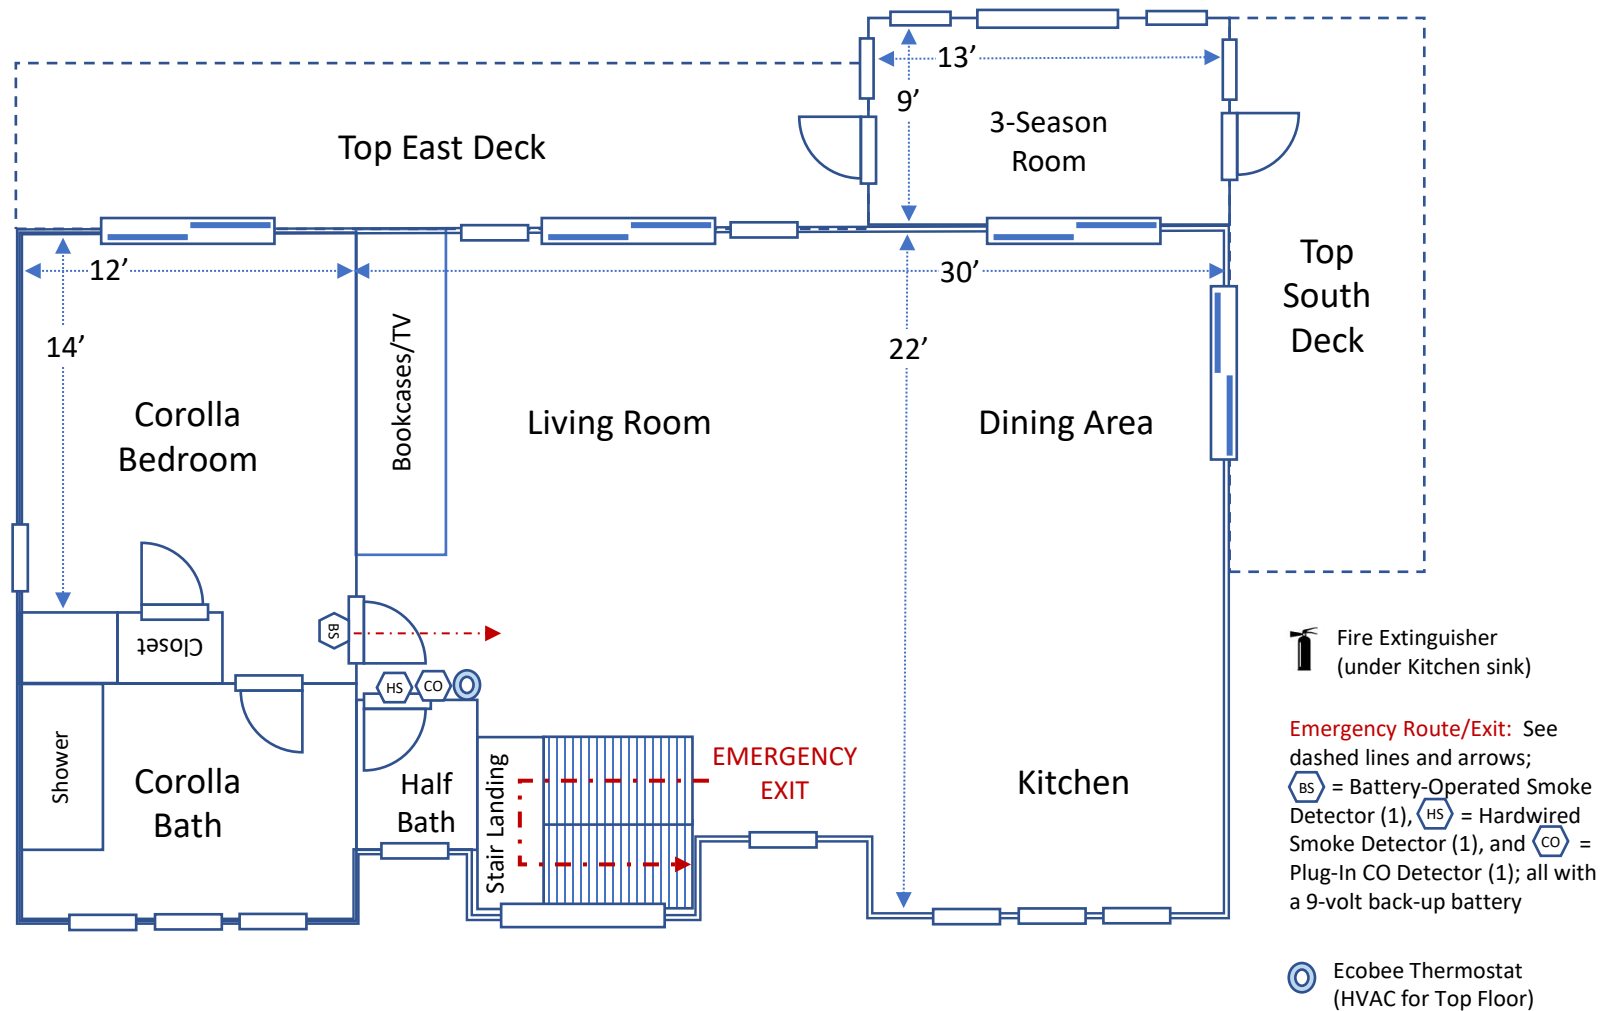 13’
9’
3-Season
Room
Top East Deck
12’
30’
Top
South
Deck
14’
22’
Bookcases/TV
Corolla
Bedroom
Living Room
Dining Area
BS
Closet
HS
CO
Shower
Corolla
Bath
Half
Bath
Stair Landing
EMERGENCY
EXIT
Kitchen
Fire Extinguisher
(under Kitchen sink)
Emergency Route/Exit: See
dashed lines and arrows;
BS = Battery-Operated Smoke
Detector (1), HS = Hardwired
Smoke Detector (1), and CO =
Plug-In CO Detector (1); all with
a 9-volt back-up battery
Ecobee Thermostat
(HVAC for Top Floor)